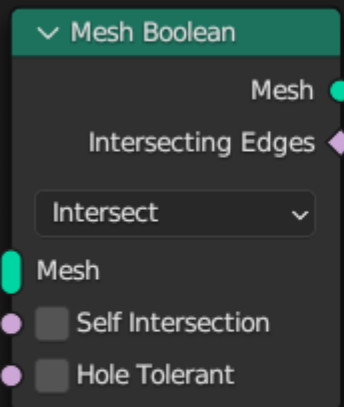 Mesh Boolean
Mesh
Intersecting Edges
Intersect
Mesh
Self Intersection
Hole Tolerant